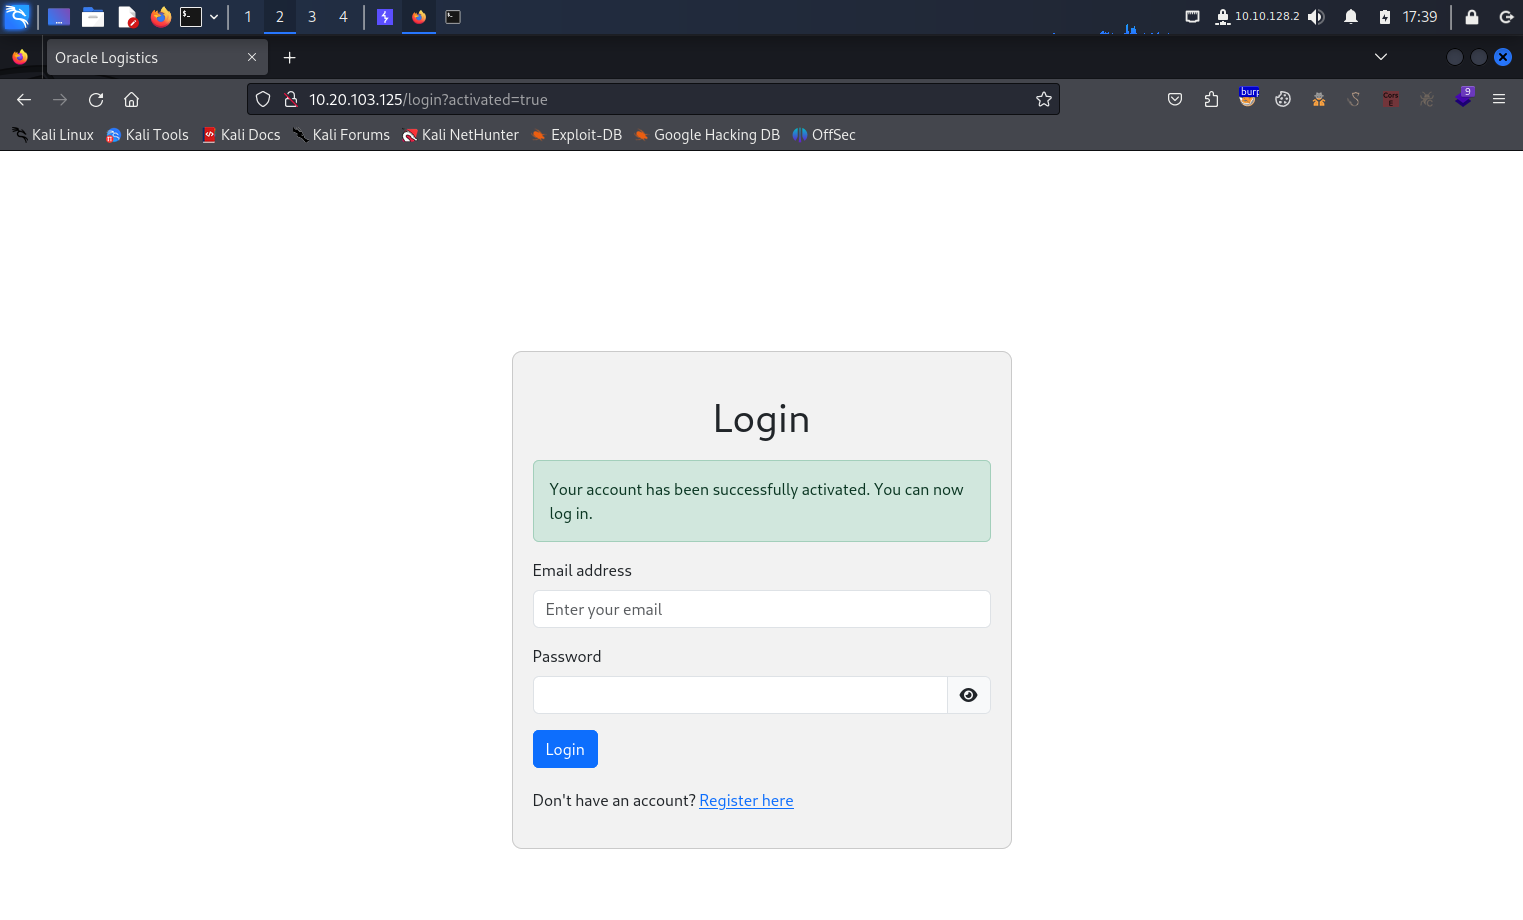 1 2 3 4 10.10.128.2 17:39
Oracle Logistics
10.20.103.125/login?activated=true
burp
9
Kali Linux Kali Tools Kali Docs Kali Forums Kali NetHunter Exploit-DB Google Hacking DB OffSec
Login
Your account has been successfully activated. You can now
log in.
Email address
Enter your email
Password
Login
Don't have an account? Register here